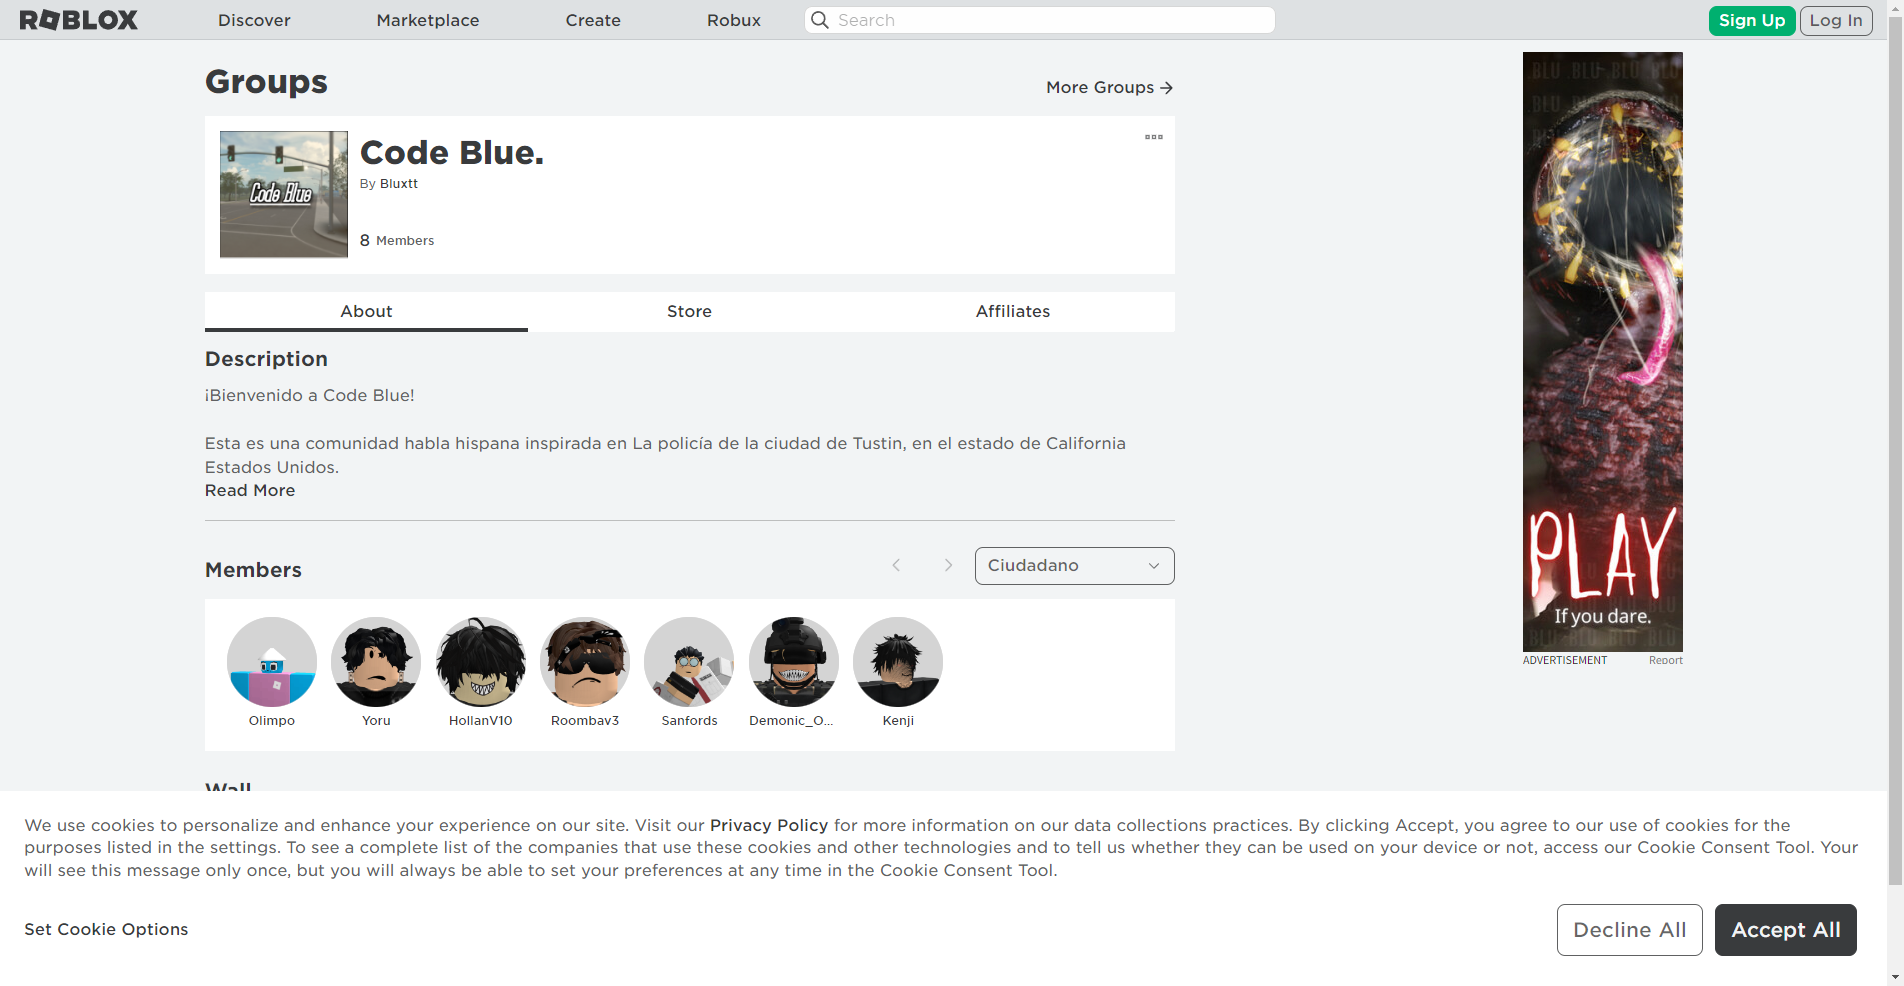 ROBLOX
Discover
Marketplace
Create
Robux
Search
Sign Up
Log In
Groups
More Groups
Code Blue
Code Blue.
By Bluxtt
8 Members
About
Store
Affiliates
Description
¡Bienvenido a Code Blue!
Esta es una comunidad habla hispana inspirada en La policía de la ciudad de Tustin, en el estado de California
Estados Unidos.
Read More
Members
Ciudadano
Olimpo
Yoru
HollanV10
Roombav3
Sanfords
Demonic_O...
Kenji
Wall
BLU BLU BLU BLU
PLAY
If you dare.
BLU BLU BLU BLU
ADVERTISEMENT
Report
We use cookies to personalize and enhance your experience on our site. Visit our Privacy Policy for more information on our data collections practices. By clicking Accept, you agree to our use of cookies for the
purposes listed in the settings. To see a complete list of the companies that use these cookies and other technologies and to tell us whether they can be used on your device or not, access our Cookie Consent Tool. Your
will see this message only once, but you will always be able to set your preferences at any time in the Cookie Consent Tool.
Set Cookie Options
Decline All
Accept All